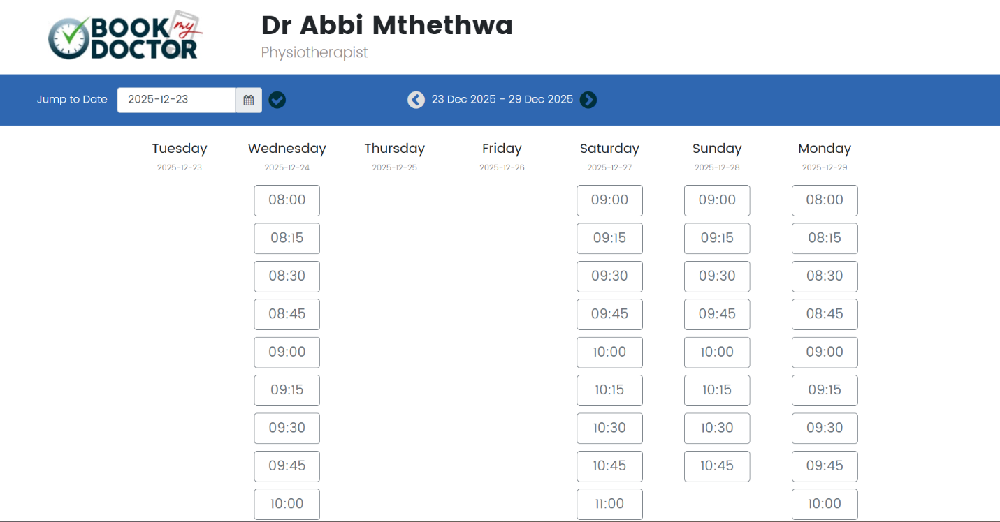 BOOK my
DOCTOR
Dr Abbi Mthethwa
Physiotherapist
Jump to Date 2025-12-23 23 Dec 2025 - 29 Dec 2025
Tuesday Wednesday Thursday Friday Saturday Sunday Monday
2025-12-23 2025-12-24 2025-12-25 2025-12-26 2025-12-27 2025-12-28 2025-12-29
08:00 09:00 09:00 08:00
08:15 09:15 09:15 08:15
08:30 09:30 09:30 08:30
08:45 09:45 09:45 08:45
09:00 10:00 10:00 09:00
09:15 10:15 10:15 09:15
09:30 10:30 10:30 09:30
09:45 10:45 10:45 09:45
10:00 11:00 10:00